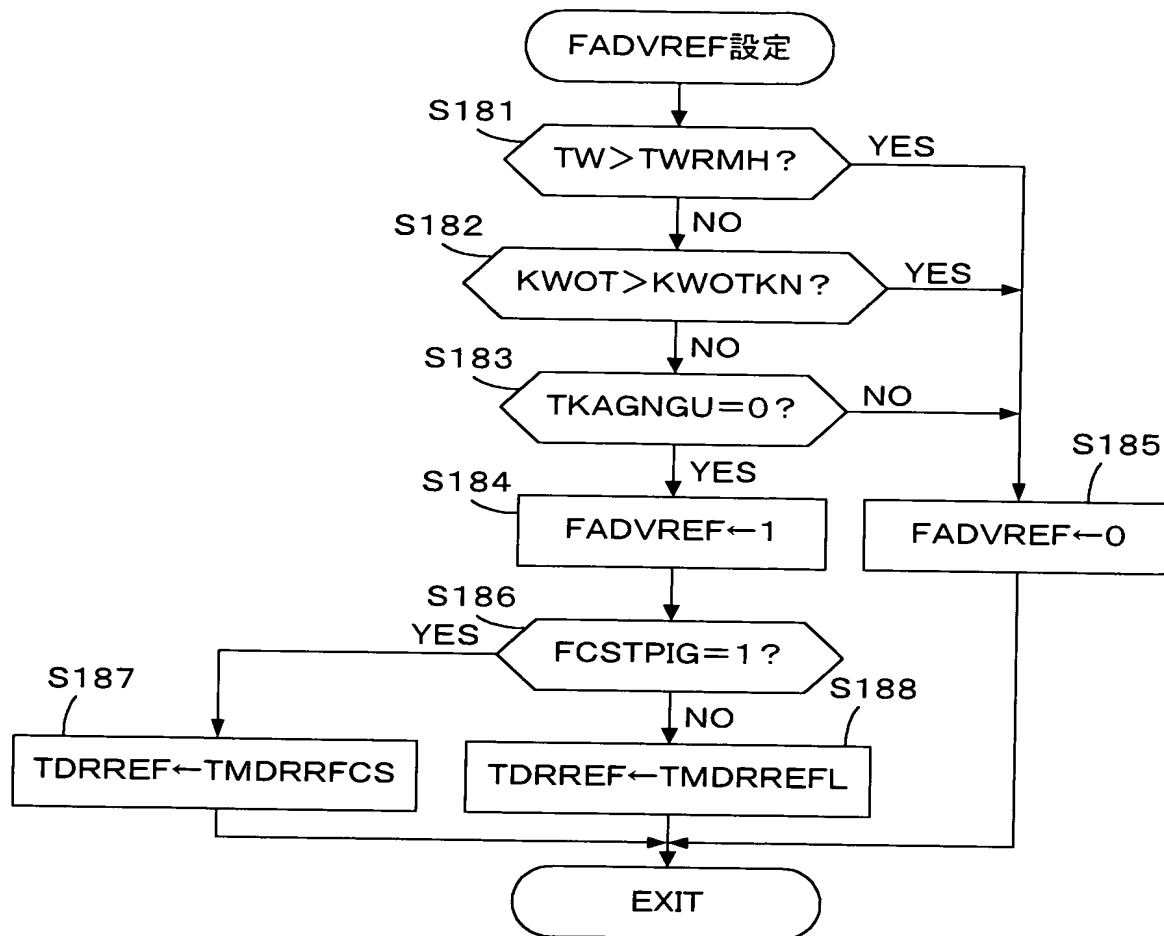 FADVREF設定
S181
TW>TWRMH?
YES
NO
S182
KWOT>KWOTKN?
YES
NO
S183
TKAGNGU=0?
NO
YES
S184
FADVREF←1
S185
FADVREF←0
S186
YES
FCSTPIG=1?
NO
S187
TDRREF←TMDRRFCS
S188
TDRREF←TMDRREFL
EXIT